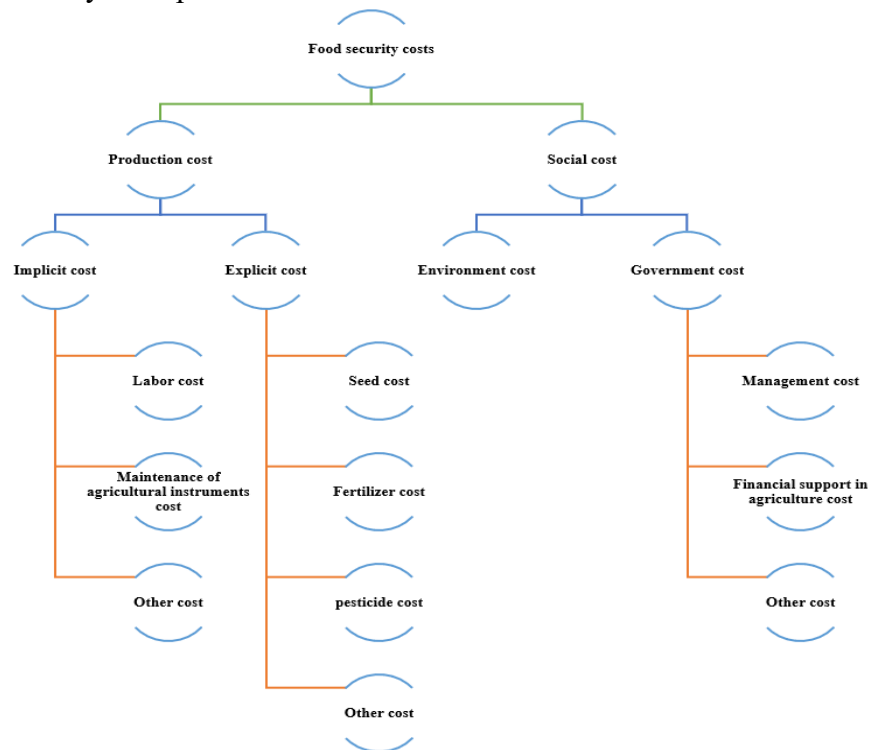 Food security costs
Production cost
Social cost
Implicit cost
Explicit cost
Environment cost
Government cost
Labor cost
Seed cost
Management cost
Maintenance of
agricultural instruments
cost
Fertilizer cost
Financial support in
agriculture cost
Other cost
pesticide cost
Other cost
Other cost